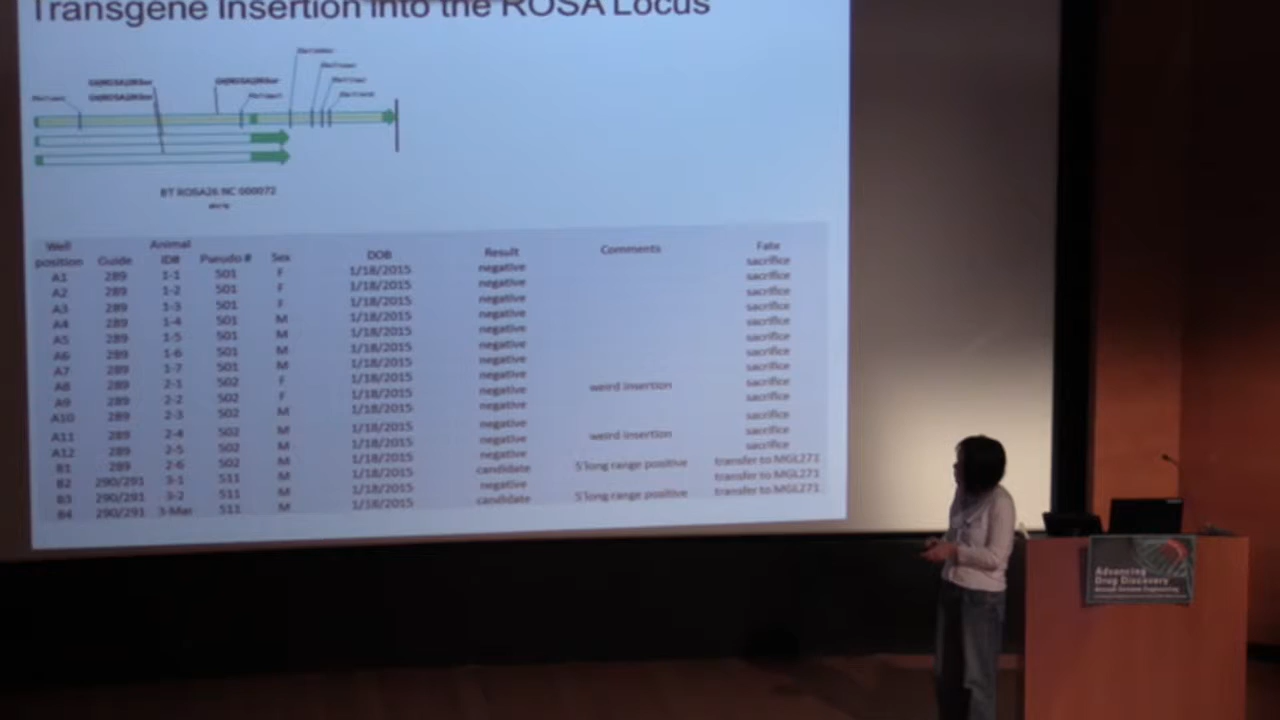 Transgene Insertion into the ROSA Locus
BT ROSA26 NC 000072
Well position Guide Animal ID# Pseudo # Sex DOB Result Comments Fate
A1 289 1-1 501 F 1/18/2015 negative sacrifice
A2 289 1-2 501 F 1/18/2015 negative sacrifice
A3 289 1-3 501 F 1/18/2015 negative sacrifice
A4 289 1-4 501 M 1/18/2015 negative sacrifice
A5 289 1-5 501 M 1/18/2015 negative sacrifice
A6 289 1-6 501 M 1/18/2015 negative sacrifice
A7 289 1-7 501 M 1/18/2015 negative sacrifice
A8 289 2-1 502 F 1/18/2015 negative sacrifice
A9 289 2-2 502 F 1/18/2015 negative weird insertion sacrifice
A10 289 2-3 502 M 1/18/2015 negative sacrifice
A11 289 2-4 502 M 1/18/2015 negative sacrifice
A12 289 2-5 502 M 1/18/2015 negative weird insertion sacrifice
B1 289 2-6 502 M 1/18/2015 negative sacrifice
B2 290/291 3-1 511 M 1/18/2015 candidate 5'long range positive transfer to MGL271
B3 290/291 3-2 511 M 1/18/2015 negative transfer to MGL271
B4 290/291 3-Mar 511 M 1/18/2015 candidate 5'long range positive transfer to MGL271
Advancing
Drug Discovery
through Genome Engineering